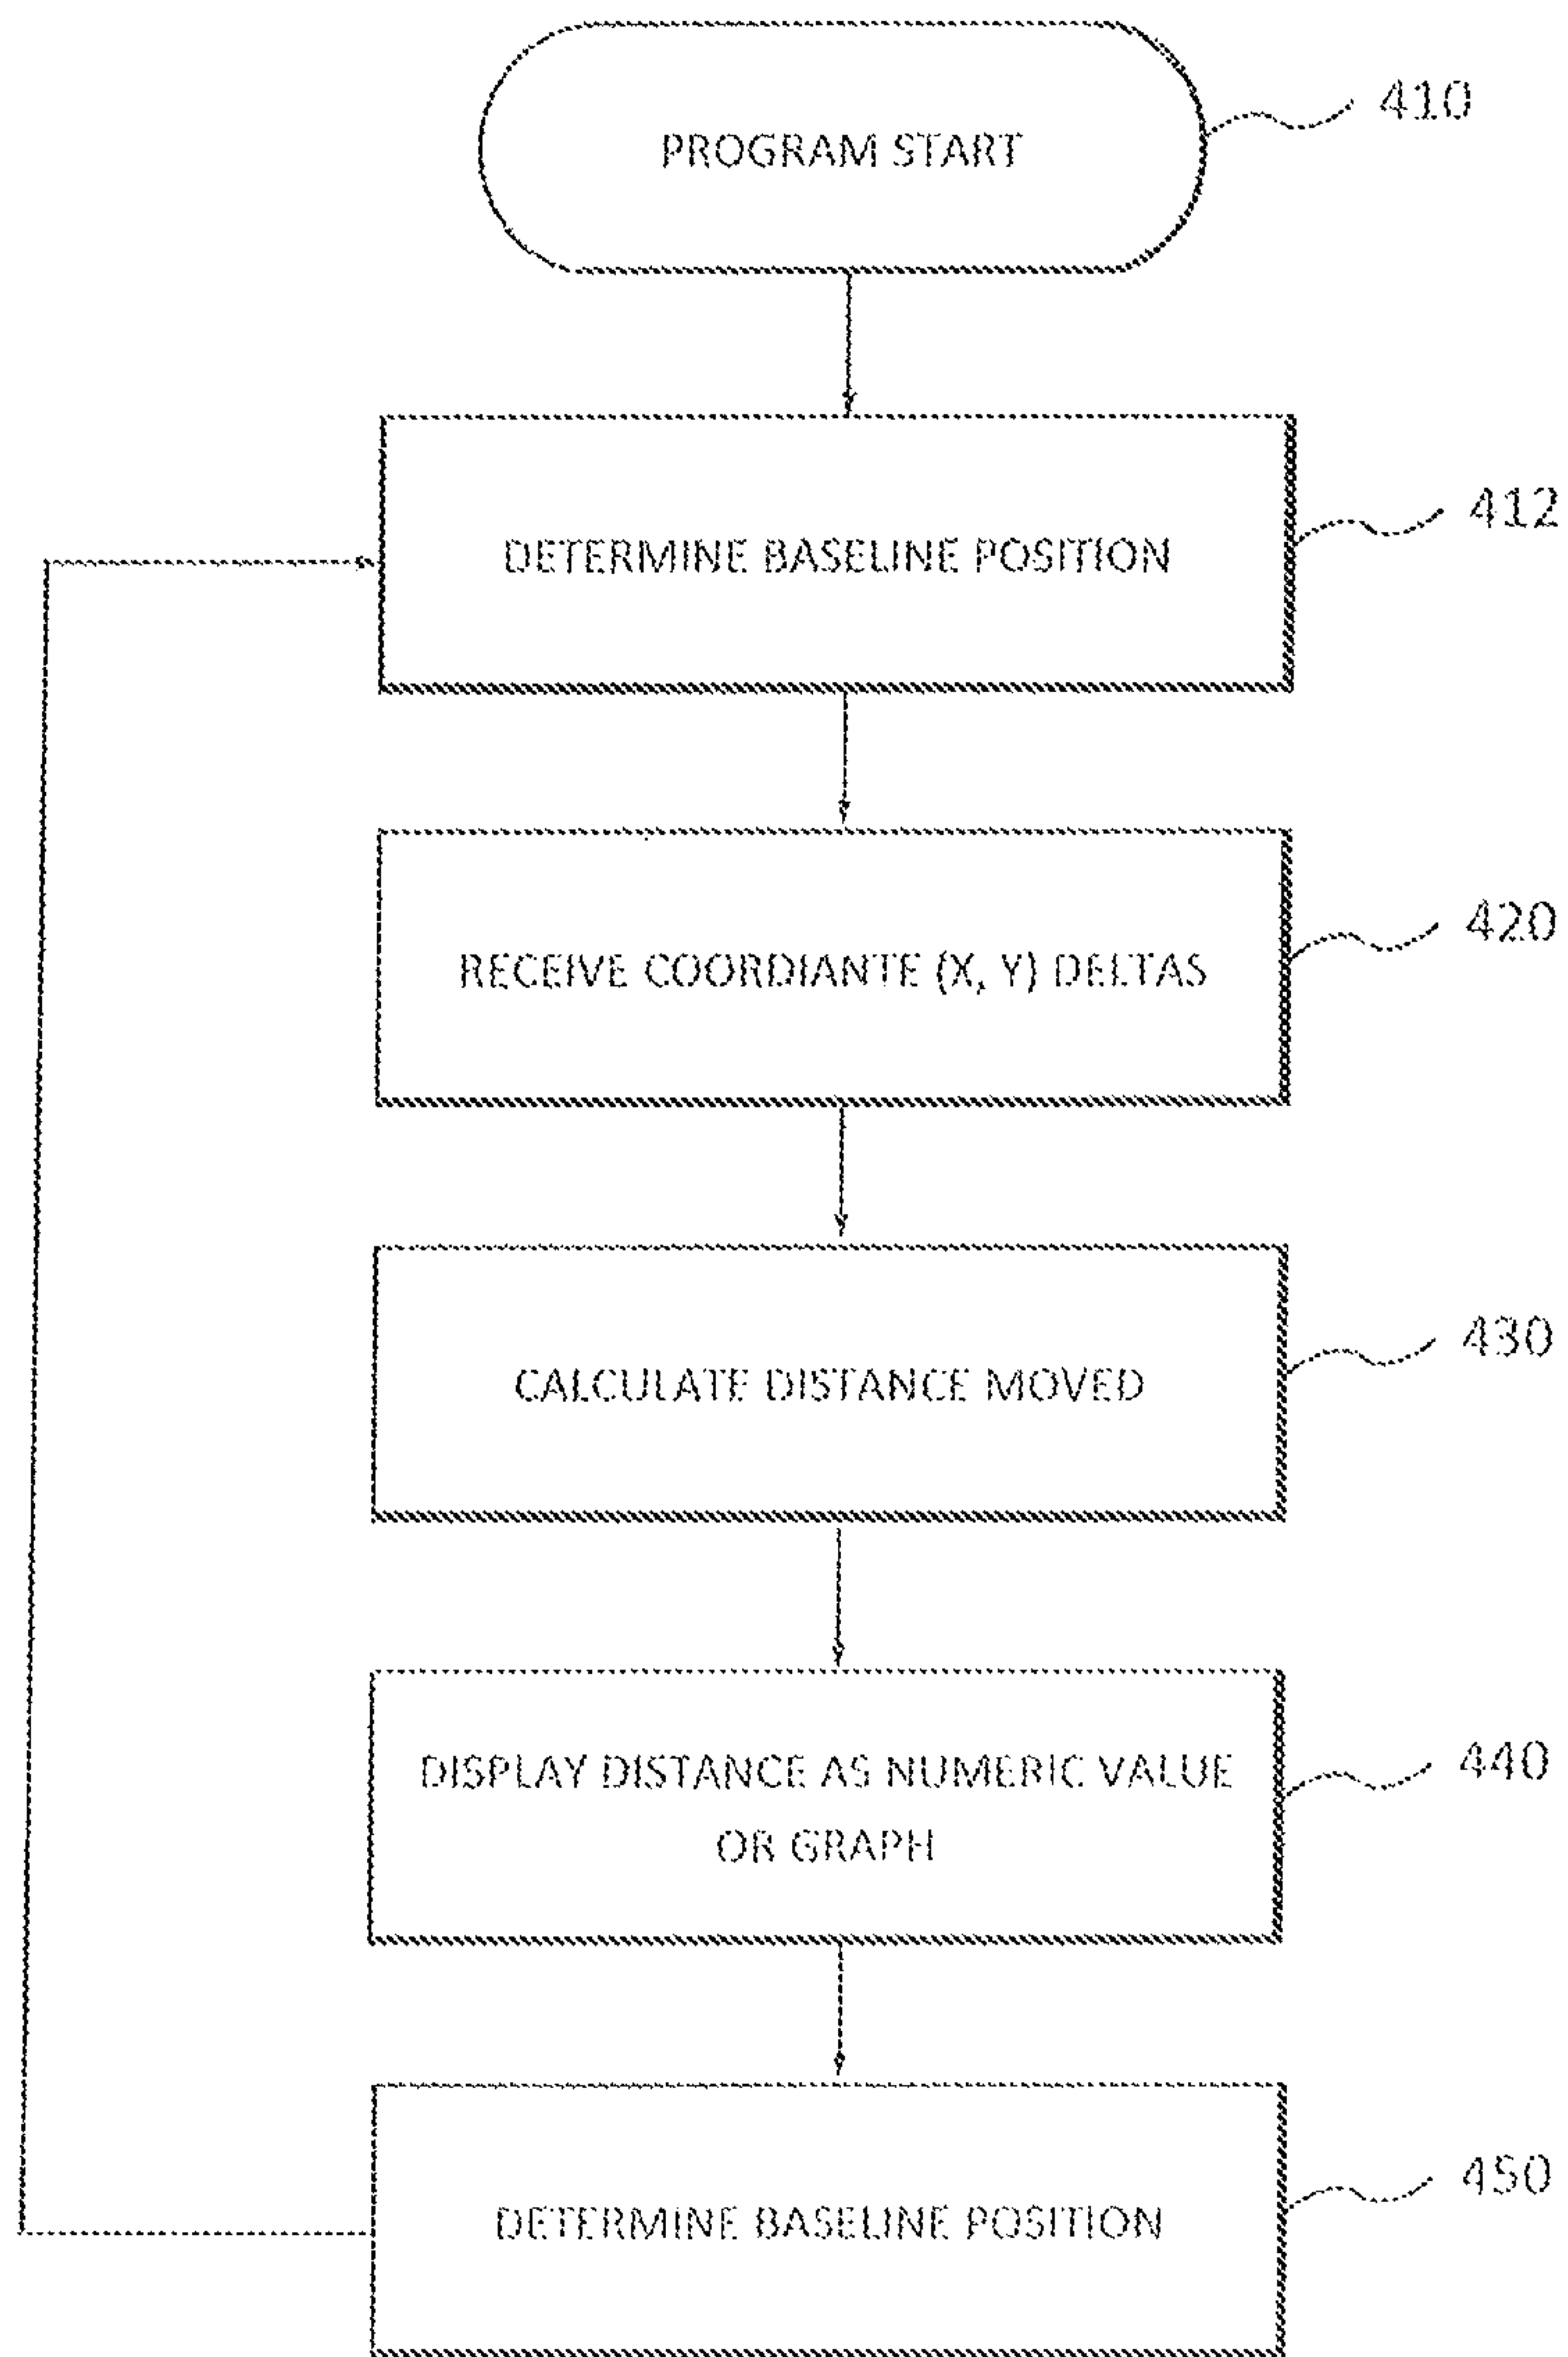 PROGRAM START
410
DETERMINE BASELINE POSITION
412
RECEIVE COORDIANTE (X, Y) DELTAS
420
CALCULATE DISTANCE MOVED
430
DISPLAY DISTANCE AS NUMERIC VALUE
OR GRAPH
440
DETERMINE BASELINE POSITION
450